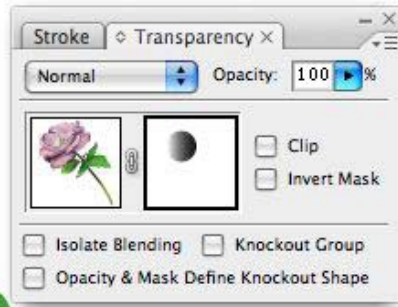 Stroke Transparency
Normal Opacity: 100 %
Clip
Invert Mask
Isolate Blending Knockout Group
Opacity & Mask Define Knockout Shape